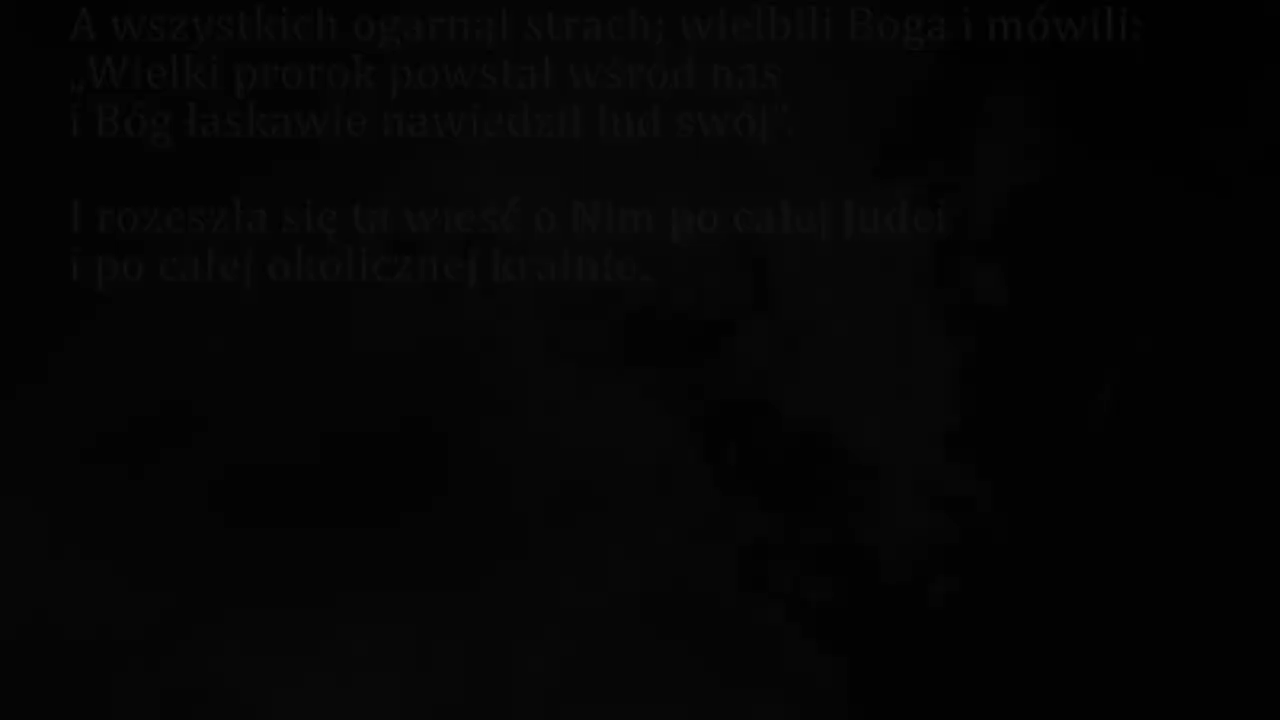 A wszystkich ogarnął strach; wielbili Boga i mówili:
„Wielki prorok powstał wśród nas
i Bóg łaskawie nawiedził lud swój”.
I rozeszła się ta wieść o Nim po całej Judei
i po całej okolicznej krainie.